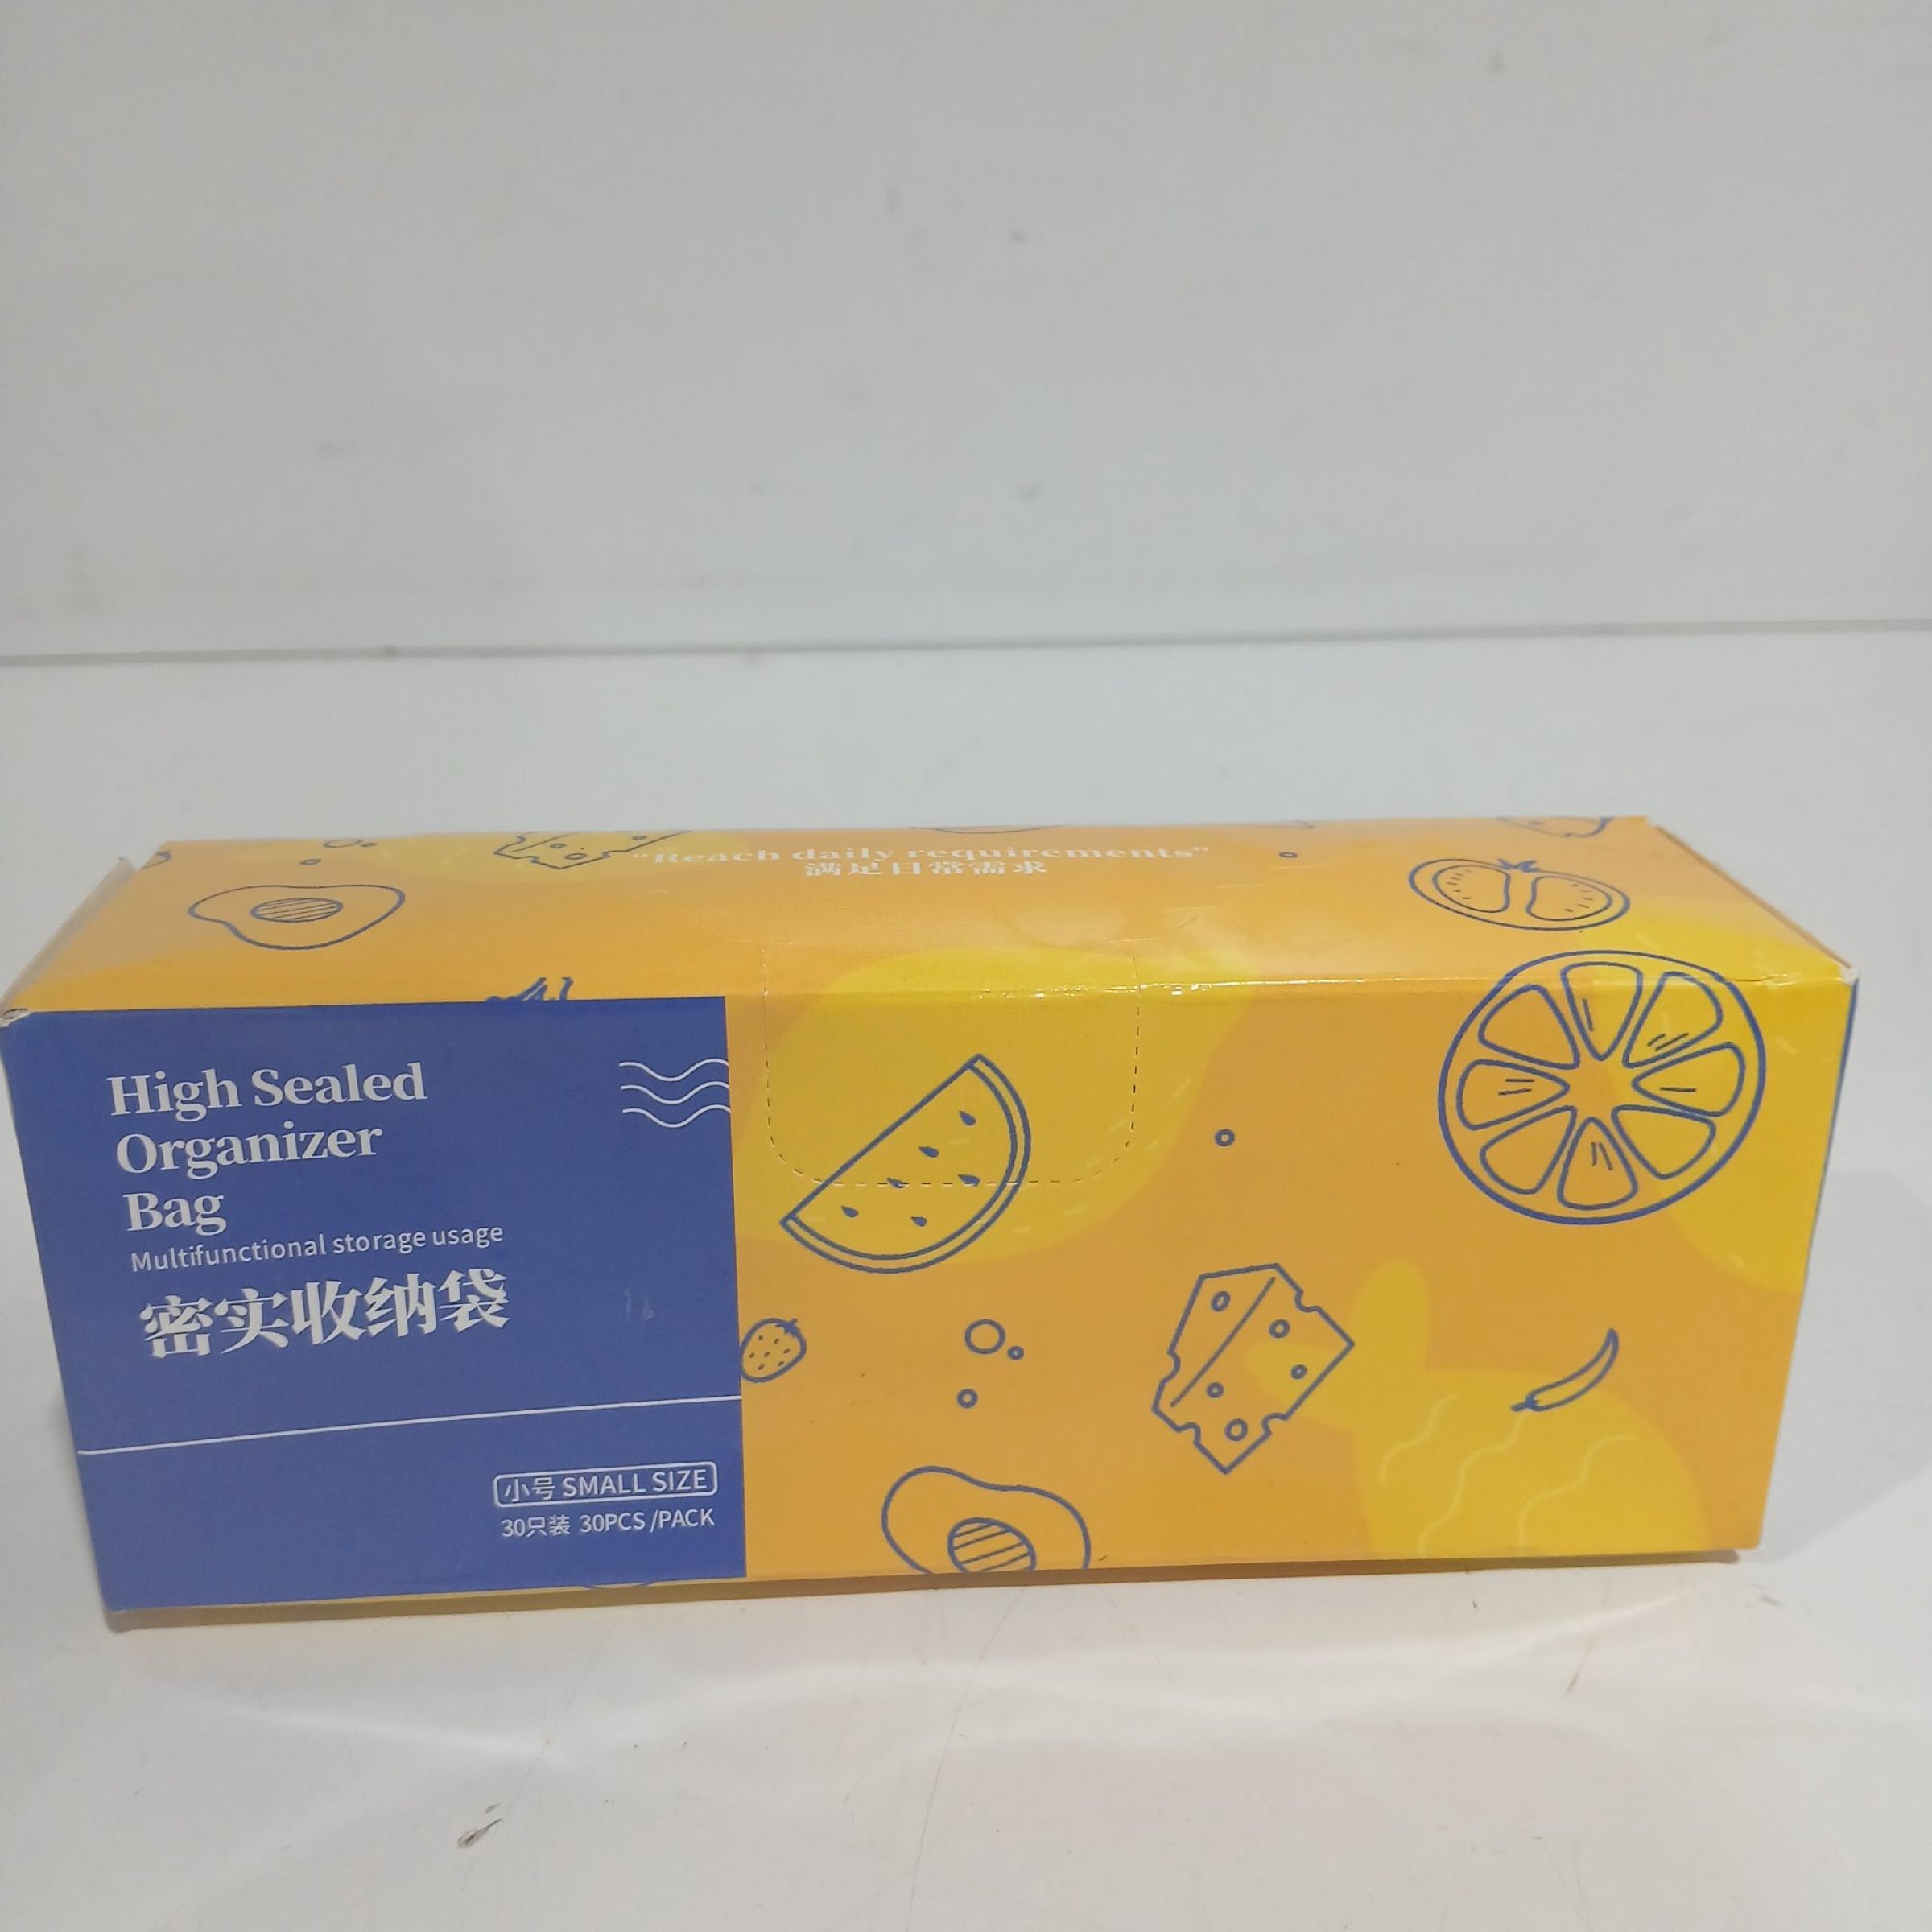 “Reach daily requirements”
满足日常需求
High Sealed
Organizer
Bag
Multifunctional storage usage
密实收纳袋
小号 SMALL SIZE
30只装 30PCS /PACK